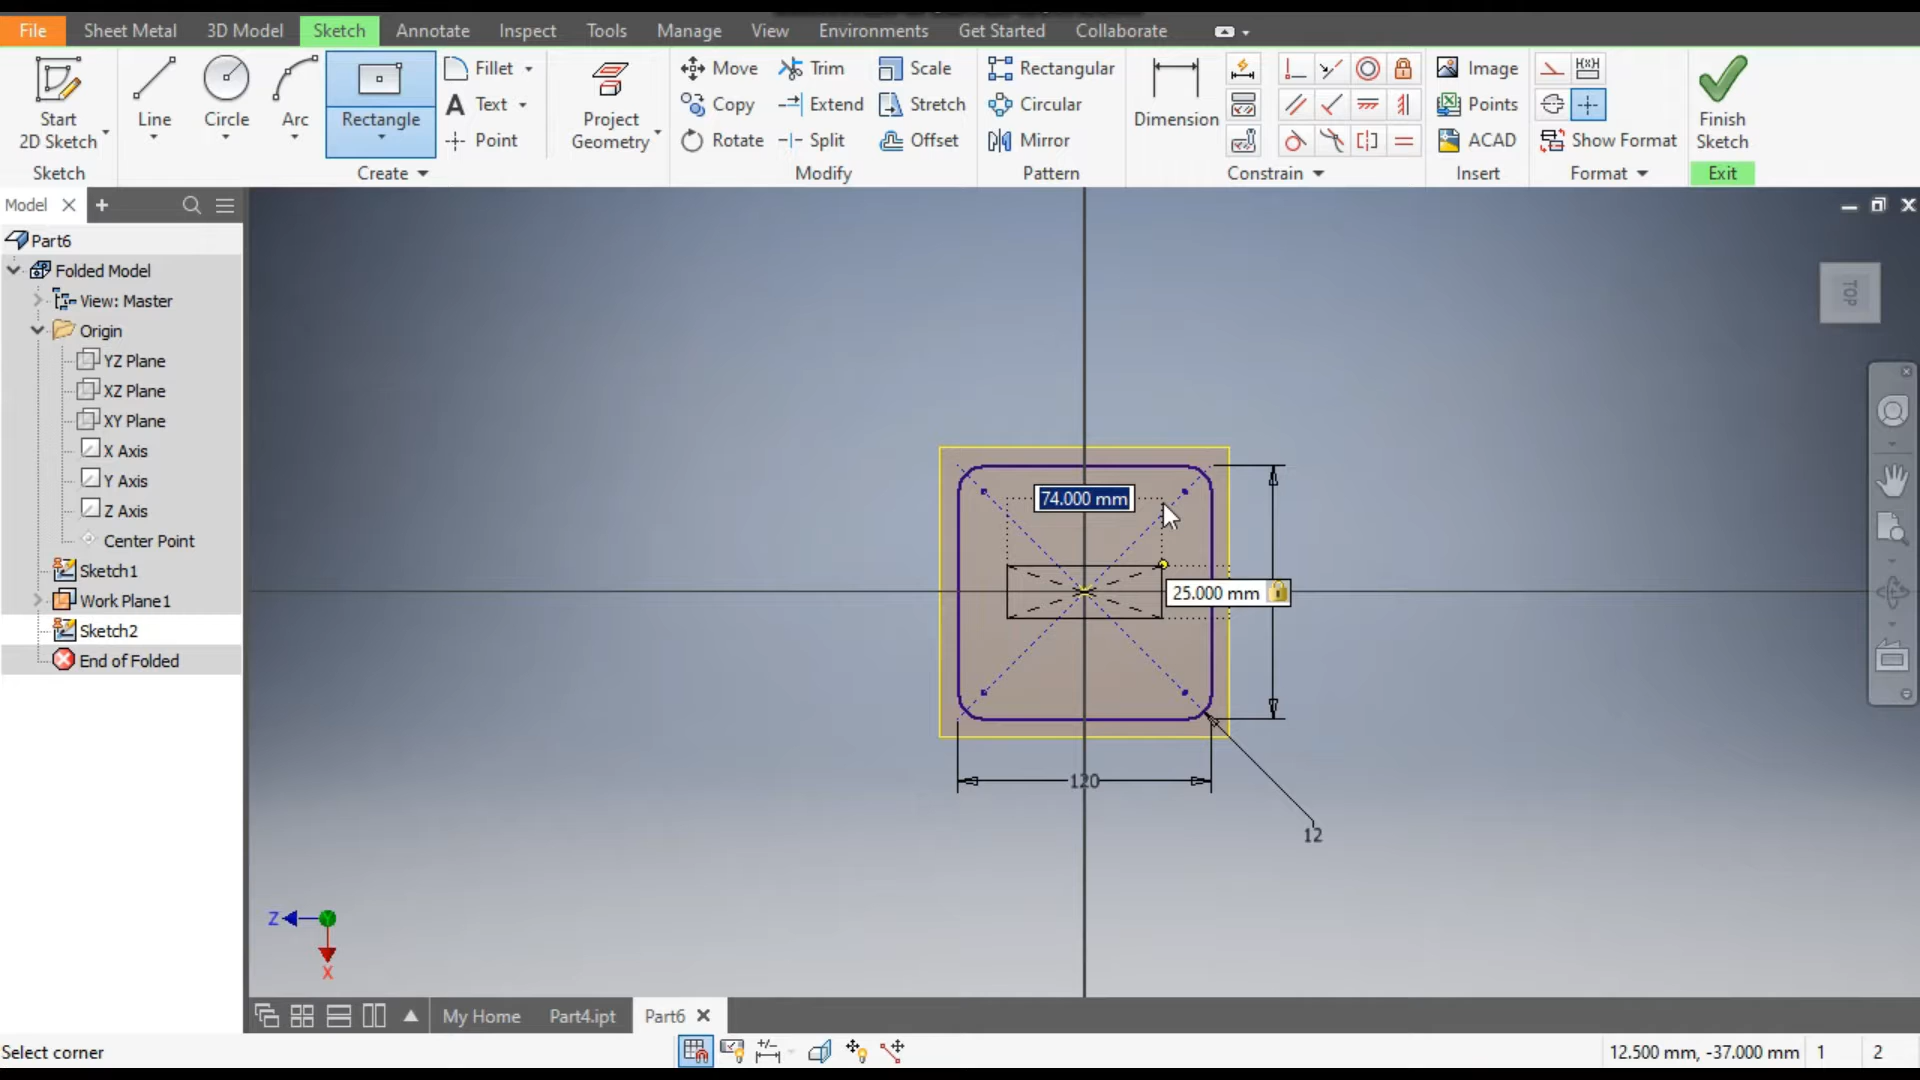 File Sheet Metal 3D Model Sketch Annotate Inspect Tools Manage View Environments Get Started Collaborate
Start
2D Sketch
Line
Circle
Arc
Rectangle
Fillet
Text
Point
Project
Geometry
Move
Copy
Rotate
Trim
Extend
Split
Scale
Stretch
Offset
Rectangular
Circular
Mirror
Dimension
Image
Points
ACAD
Show Format
Finish
Sketch
Sketch Create Modify Pattern Constrain Insert Format Exit
Model
Part6
Folded Model
View: Master
Origin
YZ Plane
XZ Plane
XY Plane
X Axis
Y Axis
Z Axis
Center Point
Sketch1
Work Plane1
Sketch2
End of Folded
TOP
74.000 mm
25.000 mm
120
12
Z
X
My Home Part4.ipt Part6
Select corner
12.500 mm, -37.000 mm 1 2